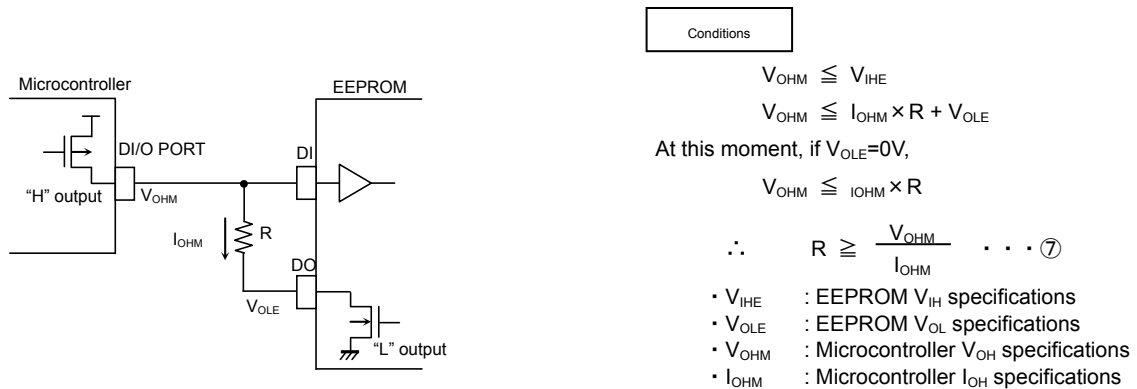 Microcontroller
EEPROM
DI/O PORT
"H" output
VOHM
DI
IOHM
R
DO
VOLE
"L" output
Conditions
VOHM ≦ VIHE
VOHM ≦ IOHM × R + VOLE
At this moment, if VOLE=0V,
VOHM ≦ IOHM × R
∴ R ≧ VOHM / IOHM ・・・⑦
・VIHE : EEPROM VIH specifications
・VOLE : EEPROM VOL specifications
・VOHM : Microcontroller VOH specifications
・IOHM : Microcontroller IOH specifications